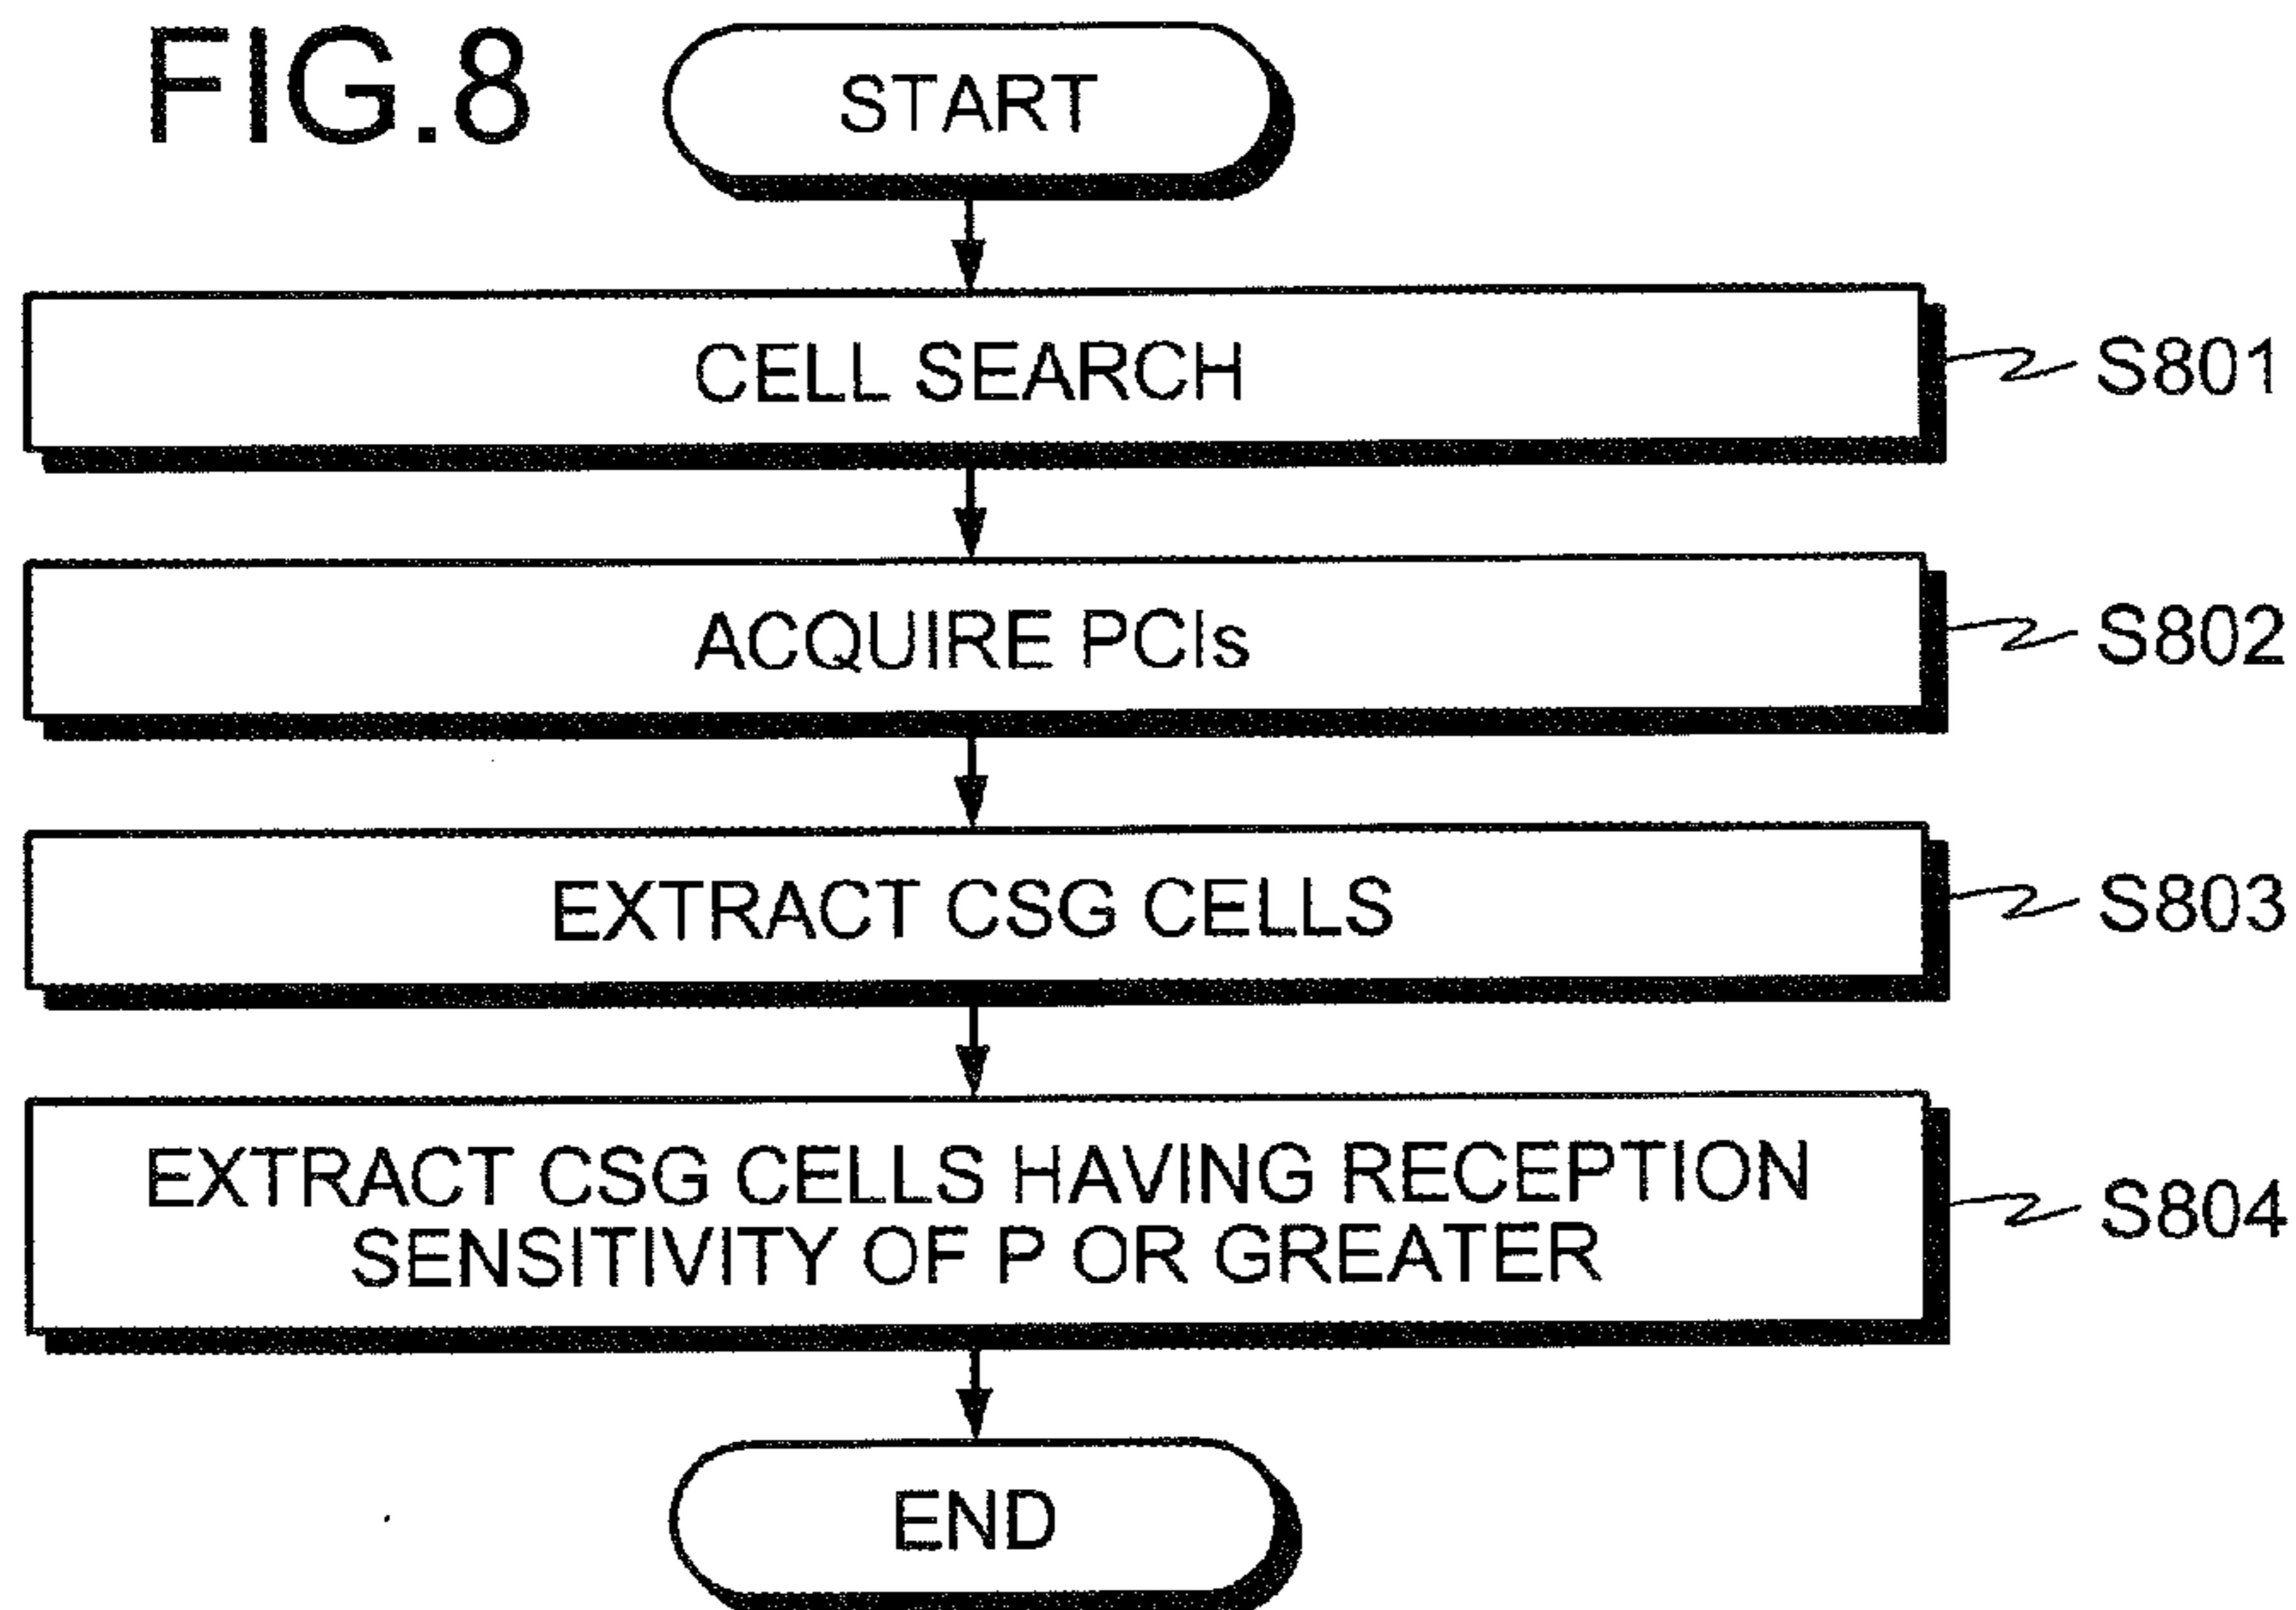 FIG.8
START
CELL SEARCH
S801
ACQUIRE PCIs
S802
EXTRACT CSG CELLS
S803
EXTRACT CSG CELLS HAVING RECEPTION
SENSITIVITY OF P OR GREATER
S804
END